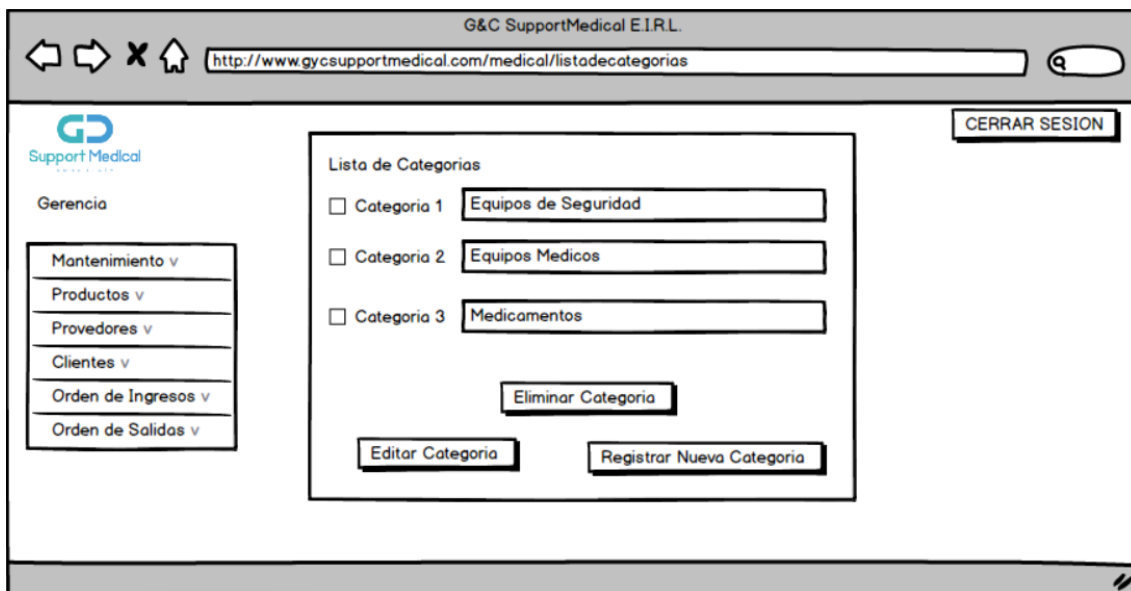 G&C SupportMedical E.I.R.L.
http://www.gycsupportmedical.com/medical/listadecategorias
CERRAR SESION
Support Medical
Gerencia
Mantenimiento v
Productos v
Provedores v
Clientes v
Orden de Ingresos v
Orden de Salidas v
Lista de Categorias
Categoria 1 Equipos de Seguridad
Categoria 2 Equipos Medicos
Categoria 3 Medicamentos
Eliminar Categoria
Editar Categoria
Registrar Nueva Categoria